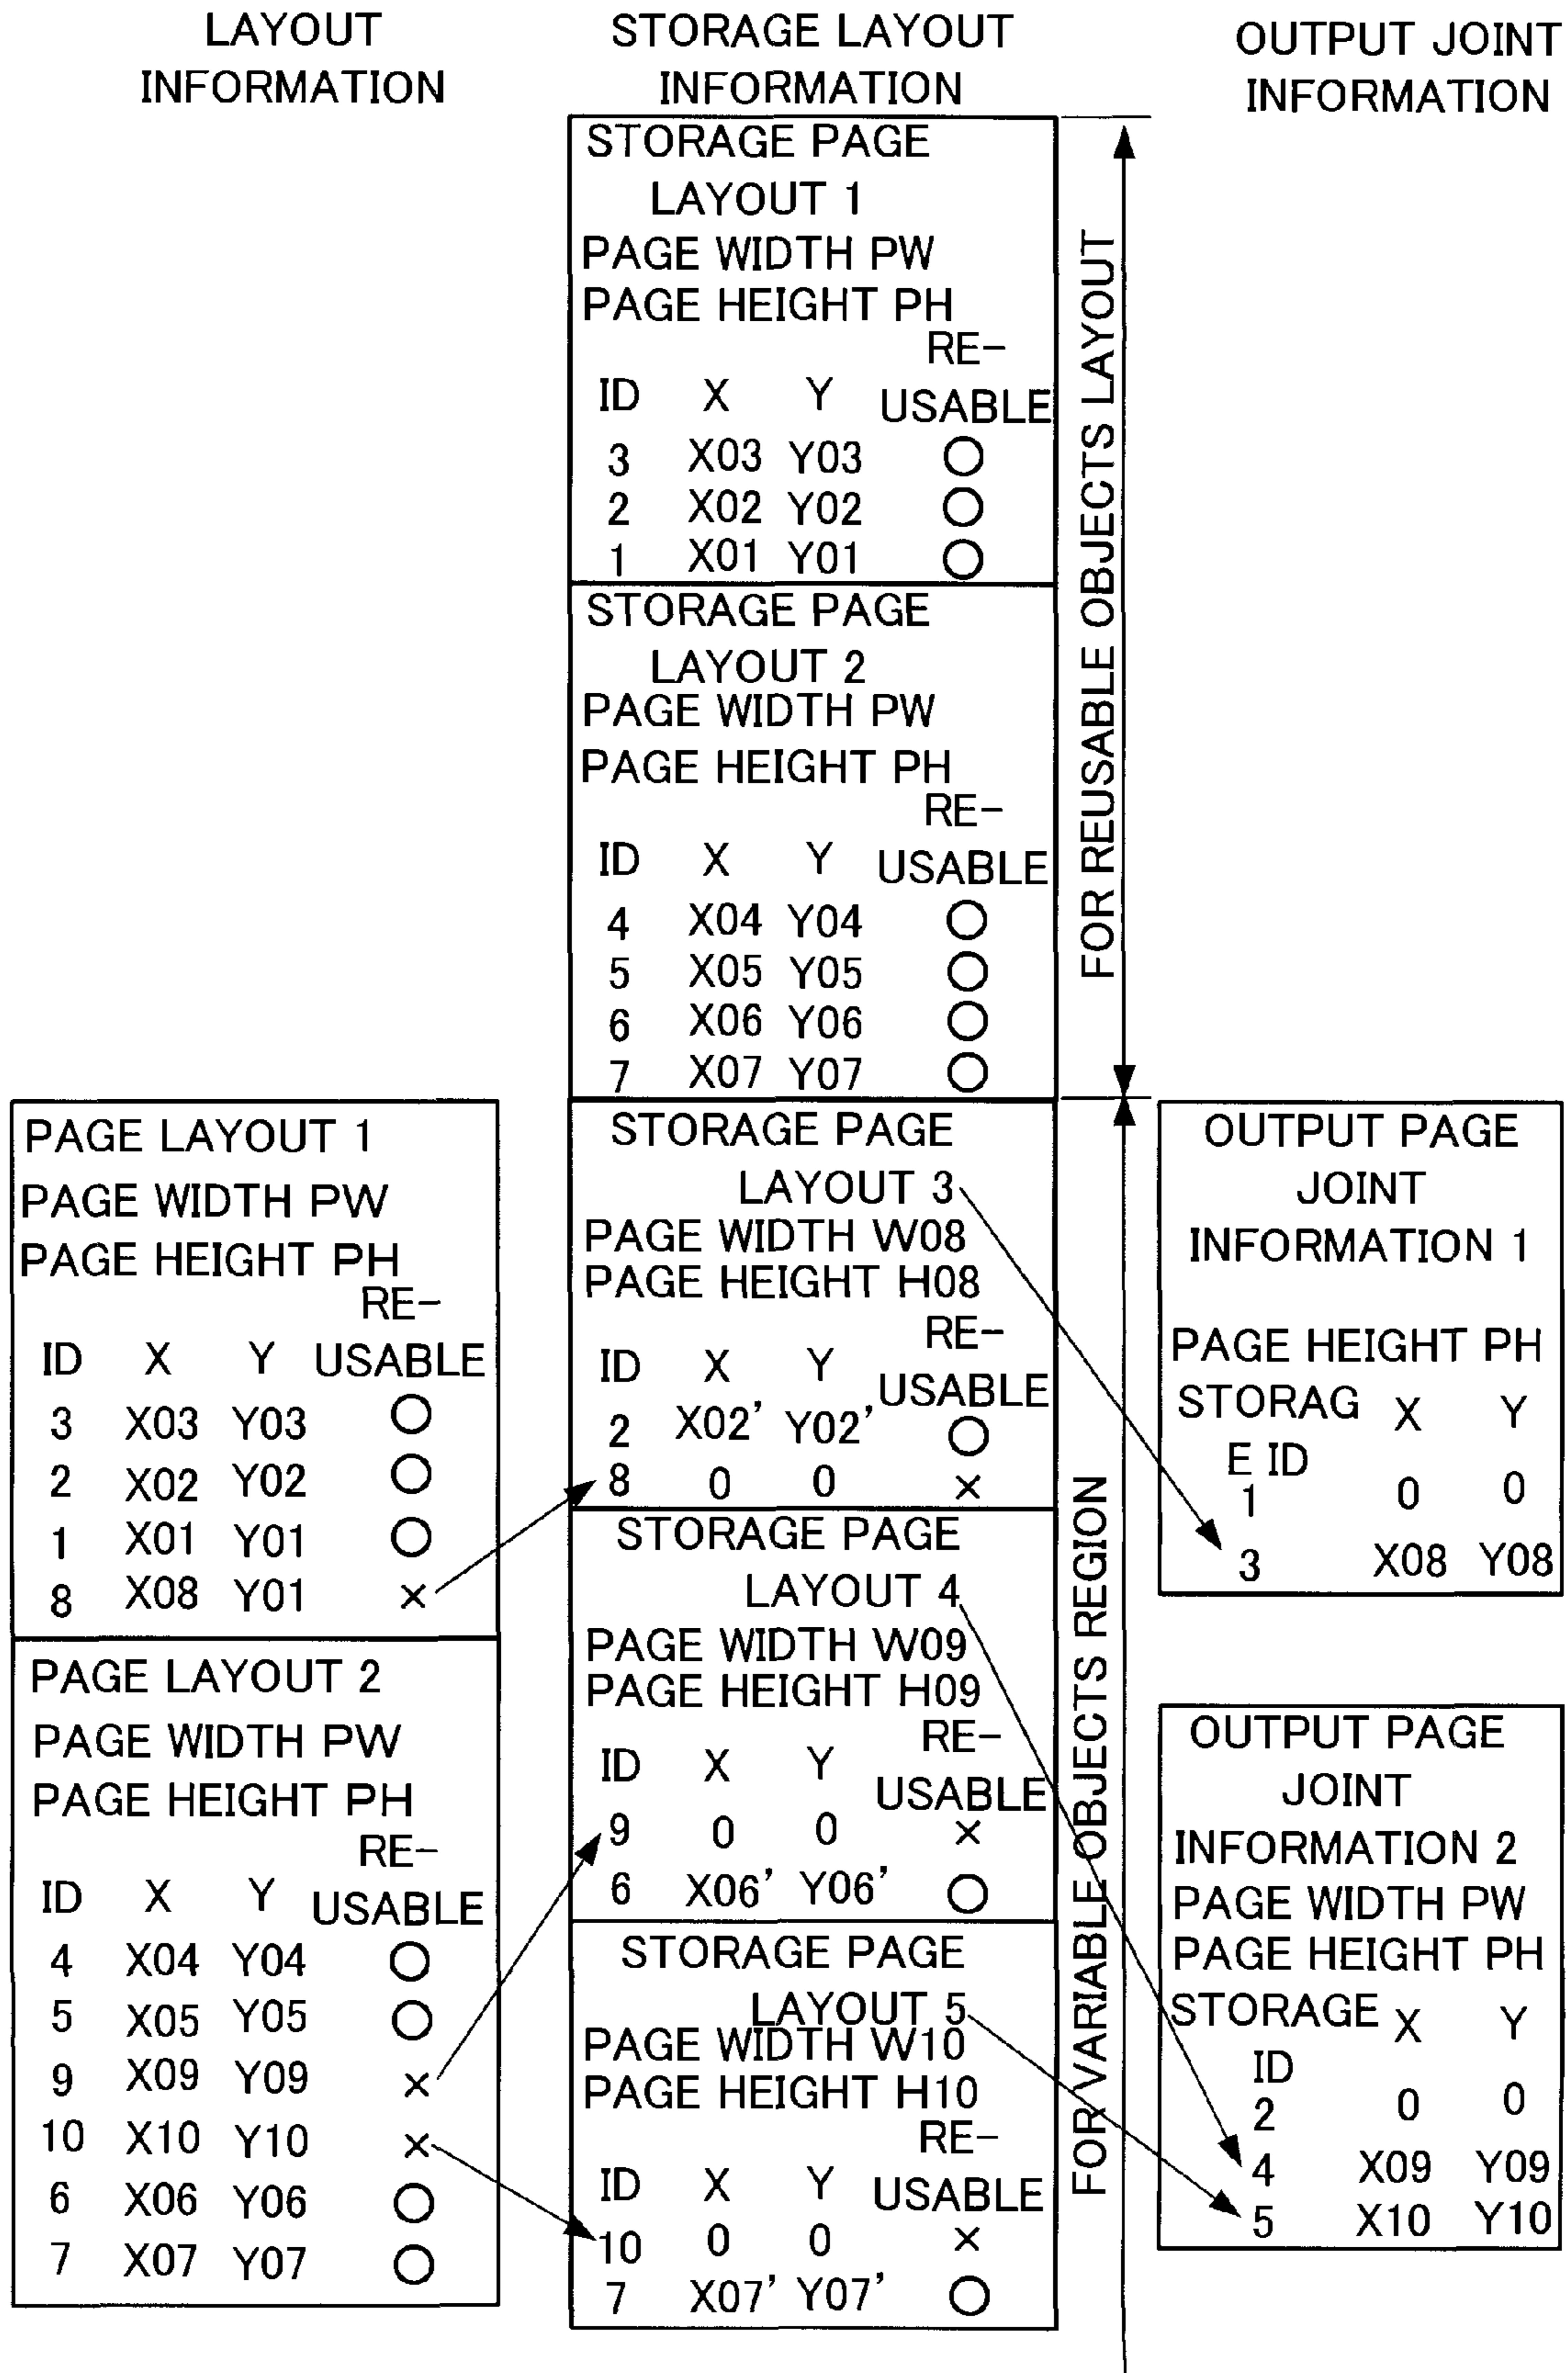 LAYOUT
INFORMATION
STORAGE LAYOUT
INFORMATION
OUTPUT JOINT
INFORMATION
PAGE LAYOUT 1
PAGE WIDTH PW
PAGE HEIGHT PH
RE-
ID X Y USABLE
3 X03 Y03 ○
2 X02 Y02 ○
1 X01 Y01 ○
8 X08 Y01 ×
PAGE LAYOUT 2
PAGE WIDTH PW
PAGE HEIGHT PH
RE-
ID X Y USABLE
4 X04 Y04 ○
5 X05 Y05 ○
9 X09 Y09 ×
10 X10 Y10 ×
6 X06 Y06 ○
7 X07 Y07 ○
STORAGE PAGE
LAYOUT 1
PAGE WIDTH PW
PAGE HEIGHT PH
RE-
ID X Y USABLE
3 X03 Y03 ○
2 X02 Y02 ○
1 X01 Y01 ○
STORAGE PAGE
LAYOUT 2
PAGE WIDTH PW
PAGE HEIGHT PH
RE-
ID X Y USABLE
4 X04 Y04 ○
5 X05 Y05 ○
6 X06 Y06 ○
7 X07 Y07 ○
STORAGE PAGE
LAYOUT 3
PAGE WIDTH W08
PAGE HEIGHT H08
RE-
ID X Y USABLE
2 X02' Y02' ○
8 0 0 ×
STORAGE PAGE
LAYOUT 4
PAGE WIDTH W09
PAGE HEIGHT H09
RE-
ID X Y USABLE
9 0 0 ×
6 X06' Y06' ○
STORAGE PAGE
LAYOUT 5
PAGE WIDTH W10
PAGE HEIGHT H10
RE-
ID X Y USABLE
10 0 0 ×
7 X07' Y07' ○
FOR REUSABLE OBJECTS LAYOUT
FOR VARIABLE OBJECTS REGION
OUTPUT PAGE
JOINT
INFORMATION 1
PAGE HEIGHT PH
STORAG X Y
E ID
1 0 0
3 X08 Y08
OUTPUT PAGE
JOINT
INFORMATION 2
PAGE WIDTH PW
PAGE HEIGHT PH
STORAGE X Y
ID
2 0 0
4 X09 Y09
5 X10 Y10